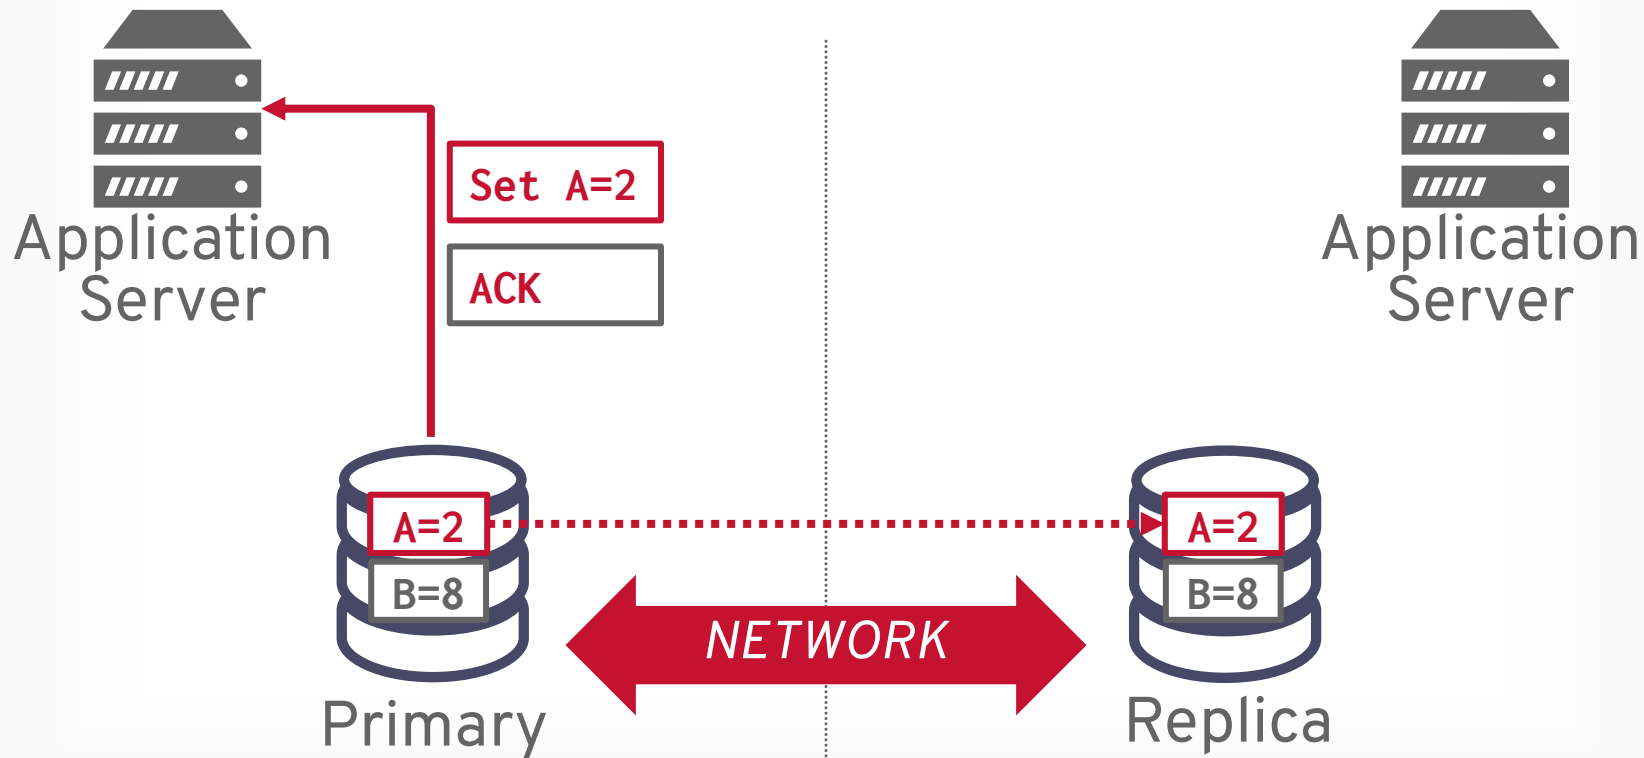 Application
Server
Set A=2
ACK
Application
Server
A=2
B=8
A=2
B=8
NETWORK
Primary
Replica